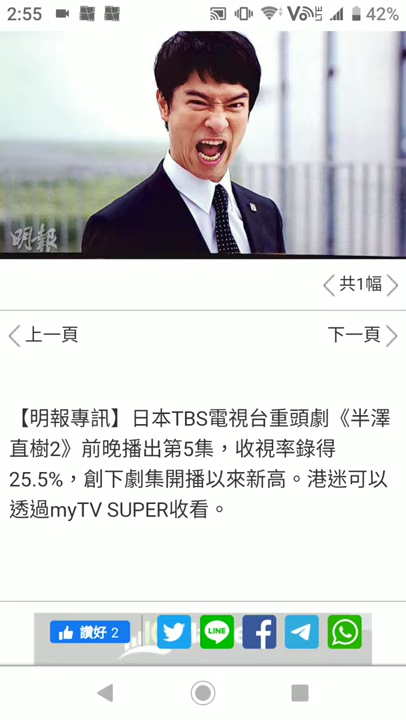 2:55
VoLTE
42%
明報
共1幅
上一頁
下一頁
【明報專訊】日本TBS電視台重頭劇《半澤
直樹2》前晚播出第5集，收視率錄得
25.5%，創下劇集開播以來新高。港迷可以
透過myTV SUPER收看。
讚好 2
LINE